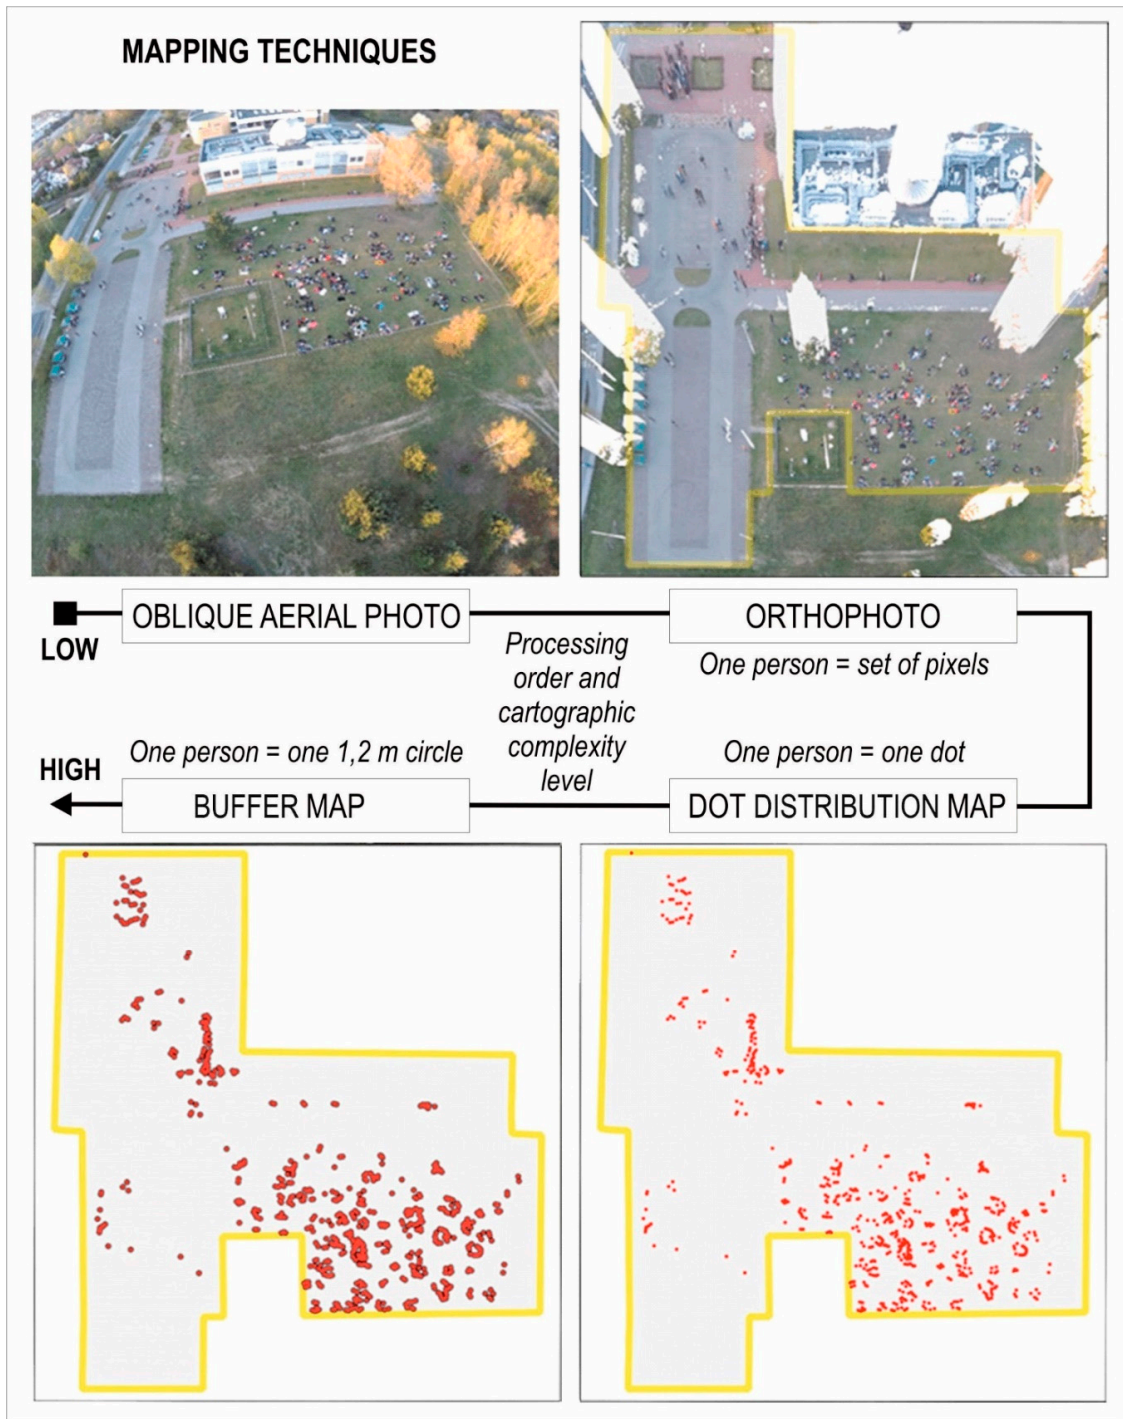 MAPPING TECHNIQUES
OBLIQUE AERIAL PHOTO
ORTHOPHOTO
LOW
Processing
order and
cartographic
complexity
level
One person = set of pixels
One person = one 1,2 m circle
One person = one dot
HIGH
BUFFER MAP
DOT DISTRIBUTION MAP